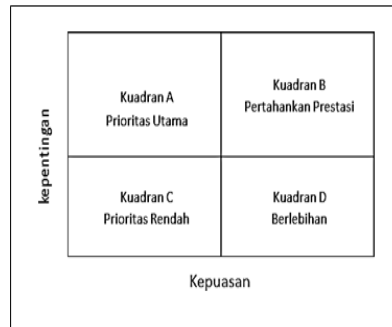 kepentingan
Kuadran A
Prioritas Utama
Kuadran B
Pertahankan Prestasi
Kuadran C
Prioritas Rendah
Kuadran D
Berlebihan
Kepuasan